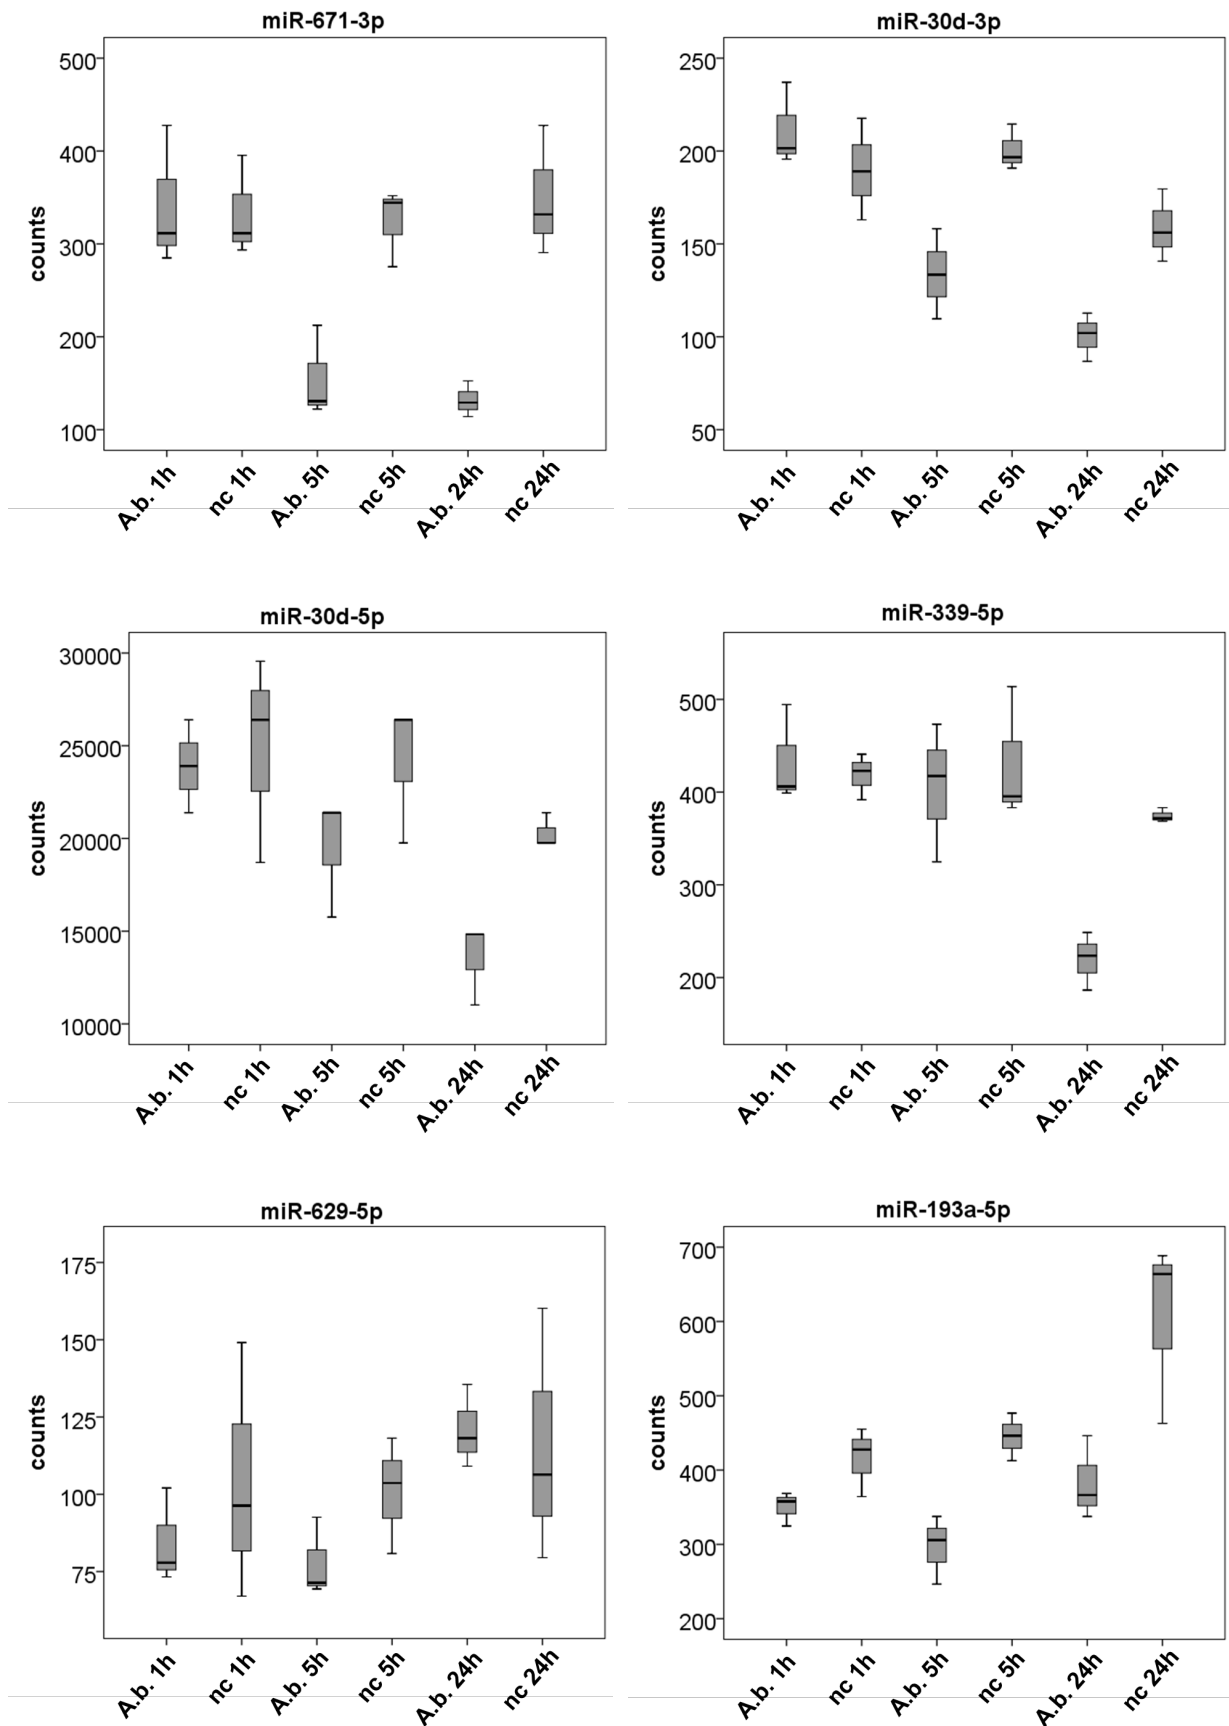 miR-671-3p
500
400
300
200
100
counts
A.b. 1h
nc 1h
A.b. 5h
nc 5h
A.b. 24h
nc 24h
miR-30d-3p
250
200
150
100
50
counts
A.b. 1h
nc 1h
A.b. 5h
nc 5h
A.b. 24h
nc 24h
miR-30d-5p
30000
25000
20000
15000
10000
counts
A.b. 1h
nc 1h
A.b. 5h
nc 5h
A.b. 24h
nc 24h
miR-339-5p
500
400
300
200
counts
A.b. 1h
nc 1h
A.b. 5h
nc 5h
A.b. 24h
nc 24h
miR-629-5p
175
150
125
100
75
counts
A.b. 1h
nc 1h
A.b. 5h
nc 5h
A.b. 24h
nc 24h
miR-193a-5p
700
600
500
400
300
200
counts
A.b. 1h
nc 1h
A.b. 5h
nc 5h
A.b. 24h
nc 24h